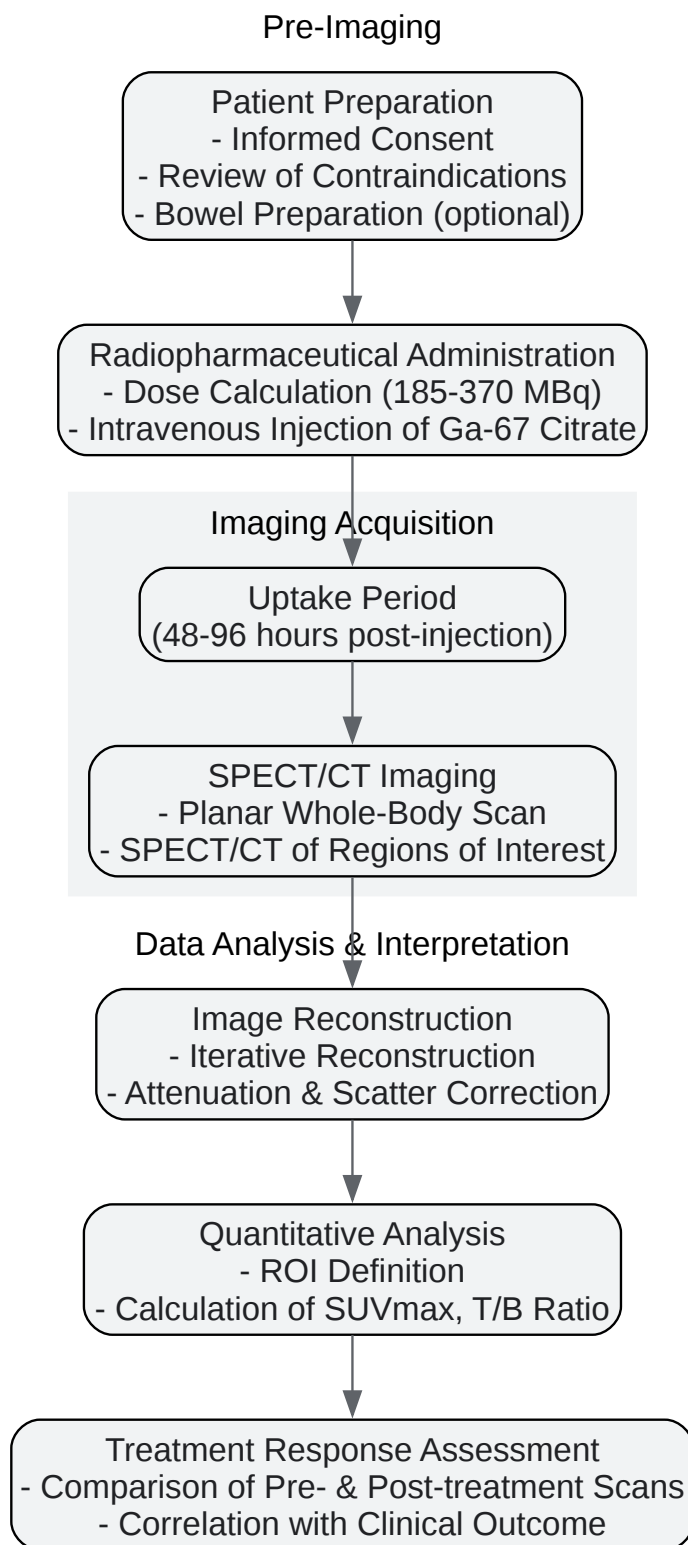 Pre-Imaging
Patient Preparation
- Informed Consent
- Review of Contraindications
- Bowel Preparation (optional)
Radiopharmaceutical Administration
- Dose Calculation (185-370 MBq)
- Intravenous Injection of Ga-67 Citrate
Imaging Acquisition
Uptake Period
(48-96 hours post-injection)
SPECT/CT Imaging
- Planar Whole-Body Scan
- SPECT/CT of Regions of Interest
Data Analysis & Interpretation
Image Reconstruction
- Iterative Reconstruction
- Attenuation & Scatter Correction
Quantitative Analysis
- ROI Definition
- Calculation of SUVmax, T/B Ratio
Treatment Response Assessment
- Comparison of Pre- & Post-treatment Scans
- Correlation with Clinical Outcome